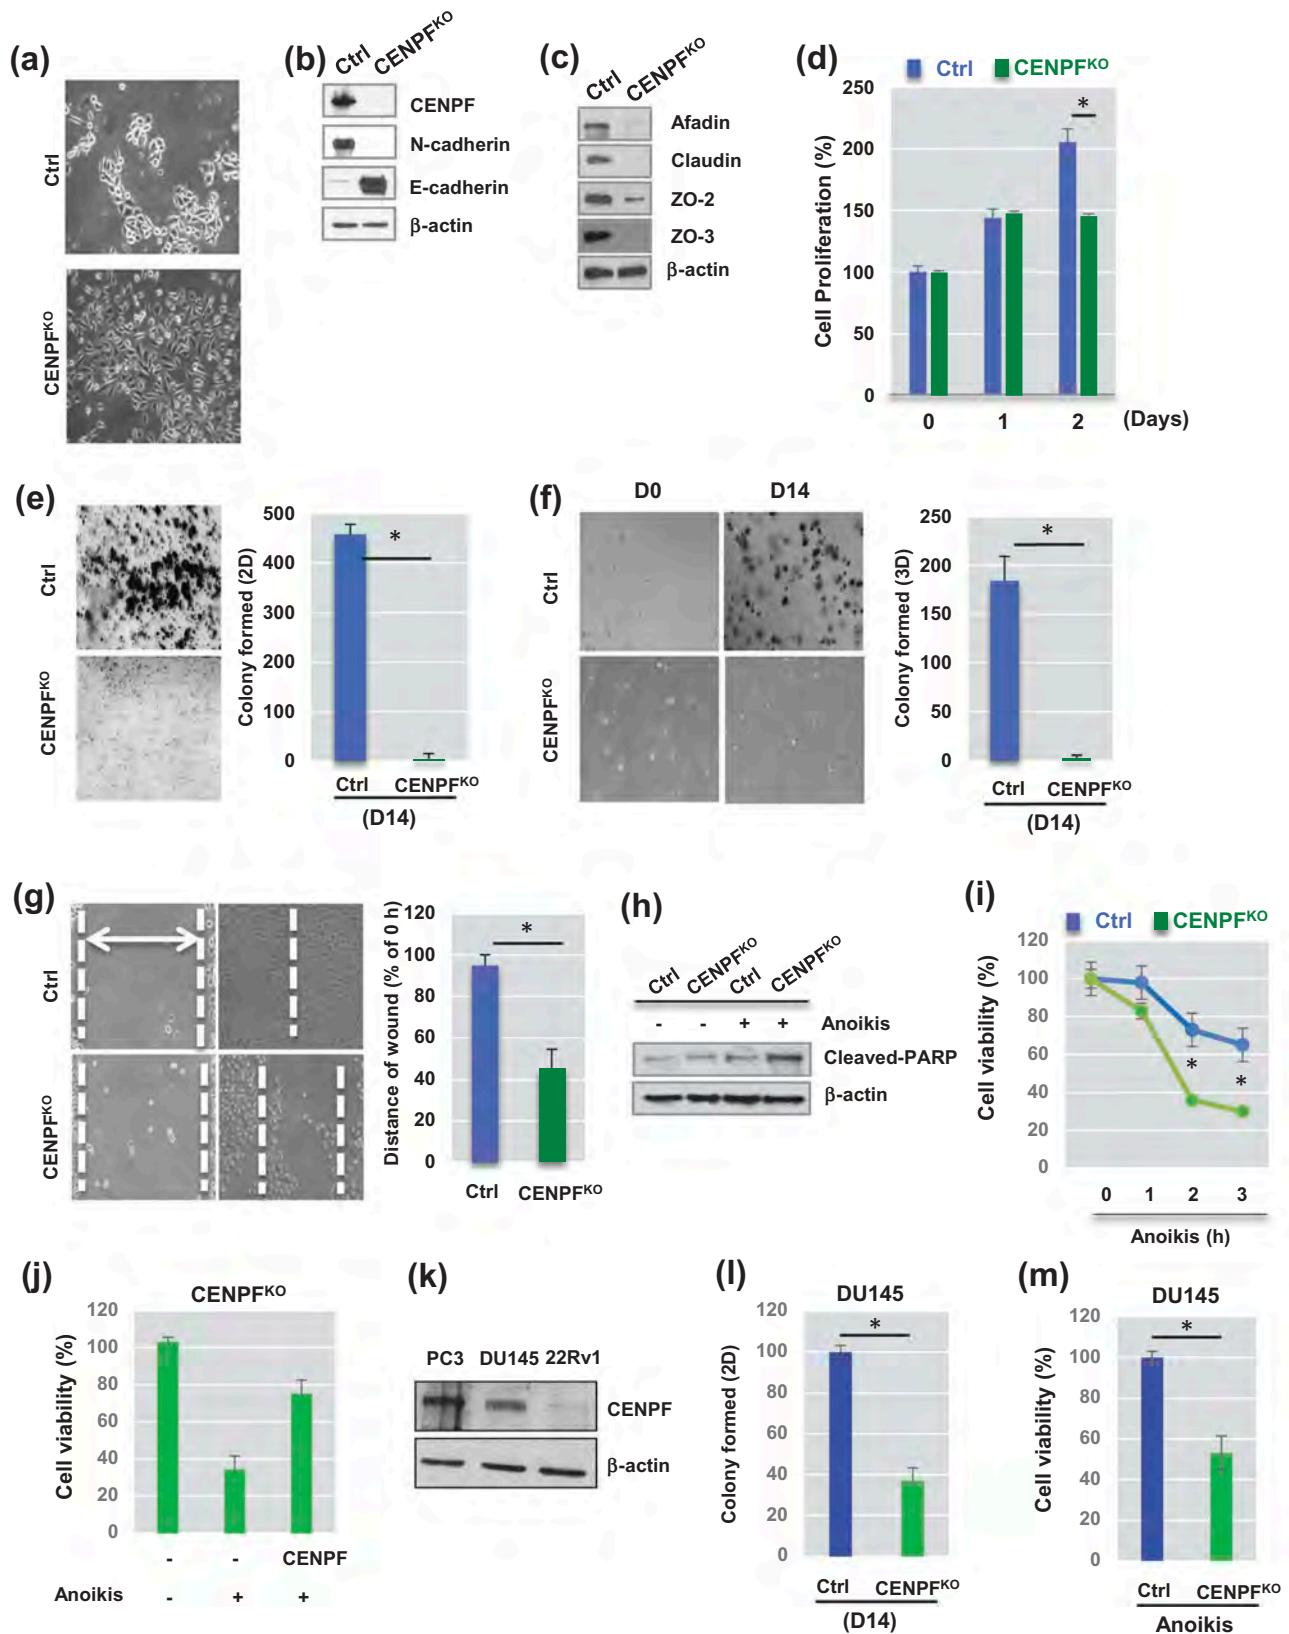 (a)
Ctrl
CENPFKO
(b)
Ctrl
CENPFKO
CENPF
N-cadherin
E-cadherin
β-actin
(c)
Ctrl
CENPFKO
Afadin
Claudin
ZO-2
ZO-3
β-actin
(d)
Ctrl
CENPFKO
Cell Proliferation (%)
250
200
150
100
50
0
*
0 1 2 (Days)
(e)
Ctrl
CENPFKO
Colony formed (2D)
500
400
300
200
100
0
*
Ctrl CENPFKO
(D14)
(f)
D0 D14
Ctrl
CENPFKO
Colony formed (3D)
250
200
150
100
50
0
*
Ctrl CENPFKO
(D14)
(g)
Ctrl
CENPFKO
Distance of wound (% of 0 h)
120
100
80
60
40
20
0
*
Ctrl CENPFKO
(h)
Ctrl
CENPFKO
Ctrl
CENPFKO
- - + + Anoikis
Cleaved-PARP
β-actin
(i)
Ctrl
CENPFKO
Cell viability (%)
120
100
80
60
40
20
0
*
*
0 1 2 3
Anoikis (h)
(j)
CENPFKO
Cell viability (%)
120
100
80
60
40
20
0
- - CENPF
Anoikis - + +
(k)
PC3 DU145 22Rv1
CENPF
β-actin
(l)
DU145
Colony formed (2D)
120
100
80
60
40
20
0
*
Ctrl CENPFKO
(D14)
(m)
DU145
Cell viability (%)
120
100
80
60
40
20
0
*
Ctrl CENPFKO
Anoikis